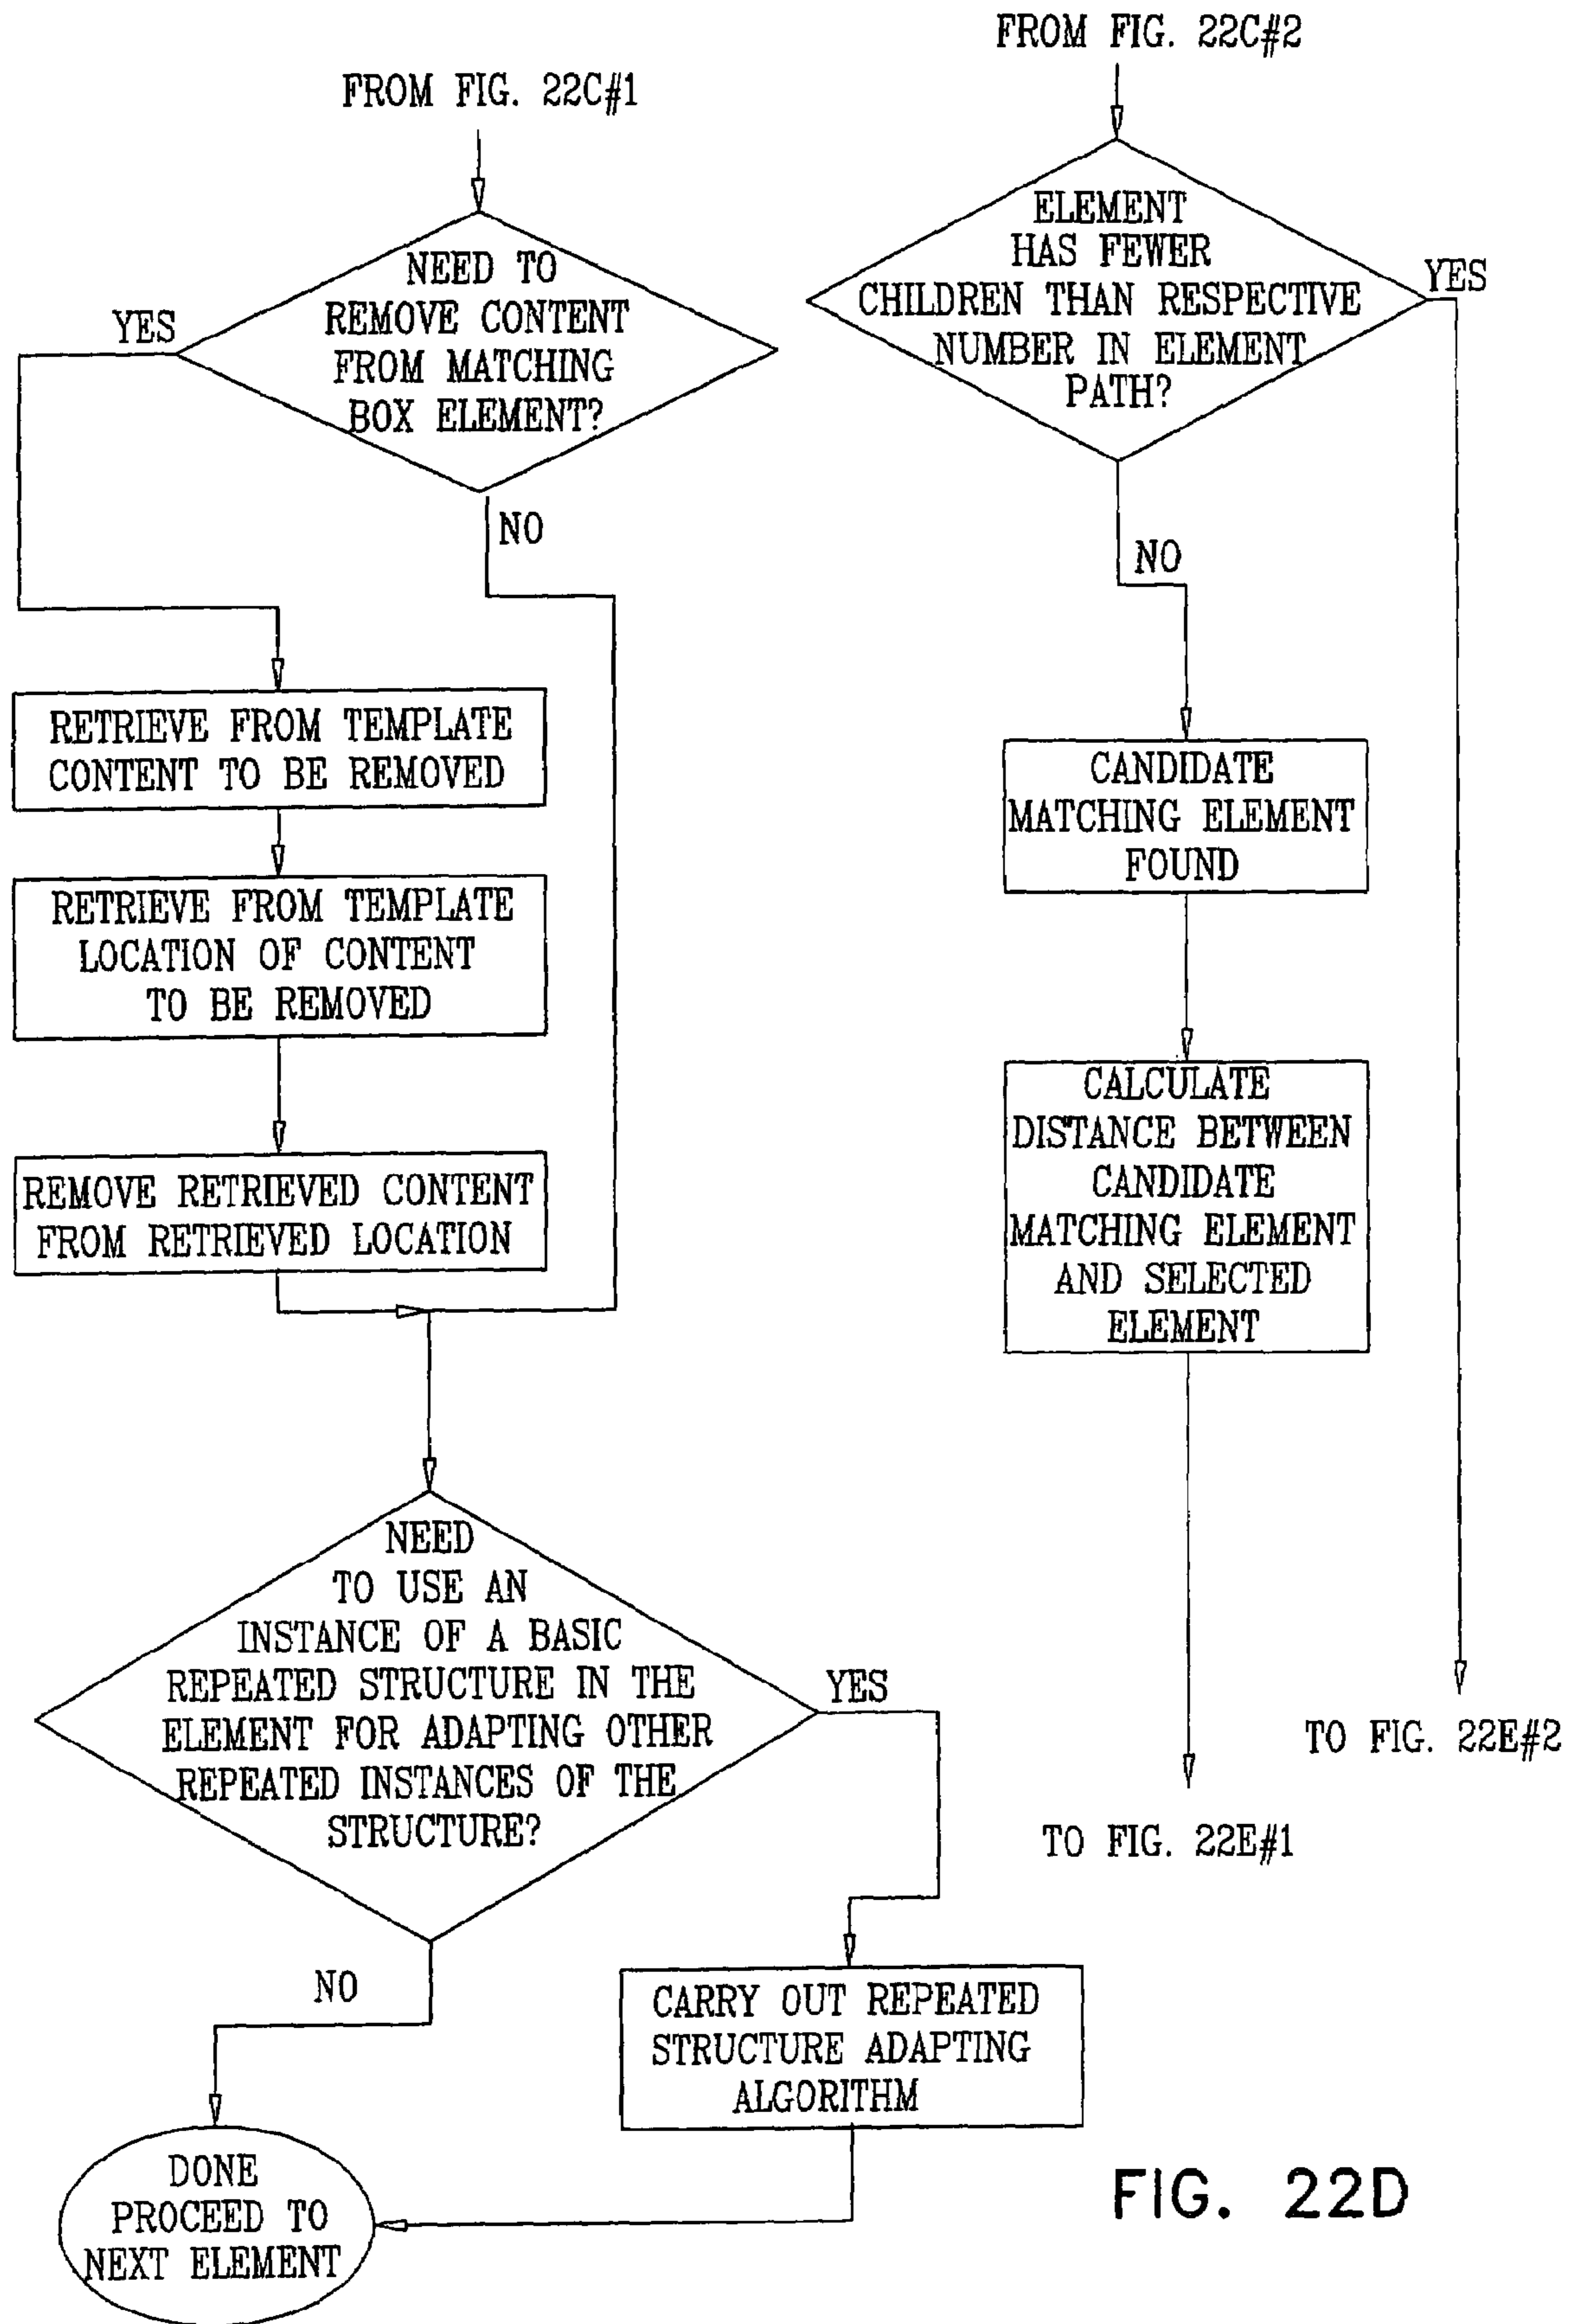 FROM FIG. 22C#1
NEED TO
REMOVE CONTENT
FROM MATCHING
BOX ELEMENT?
YES
NO
RETRIEVE FROM TEMPLATE
CONTENT TO BE REMOVED
RETRIEVE FROM TEMPLATE
LOCATION OF CONTENT
TO BE REMOVED
REMOVE RETRIEVED CONTENT
FROM RETRIEVED LOCATION
NEED
TO USE AN
INSTANCE OF A BASIC
REPEATED STRUCTURE IN THE
ELEMENT FOR ADAPTING OTHER
REPEATED INSTANCES OF THE
STRUCTURE?
YES
NO
CARRY OUT REPEATED
STRUCTURE ADAPTING
ALGORITHM
DONE
PROCEED TO
NEXT ELEMENT
FROM FIG. 22C#2
ELEMENT
HAS FEWER
CHILDREN THAN RESPECTIVE
NUMBER IN ELEMENT
PATH?
YES
NO
CANDIDATE
MATCHING ELEMENT
FOUND
CALCULATE
DISTANCE BETWEEN
CANDIDATE
MATCHING ELEMENT
AND SELECTED
ELEMENT
TO FIG. 22E#2
TO FIG. 22E#1
FIG. 22D